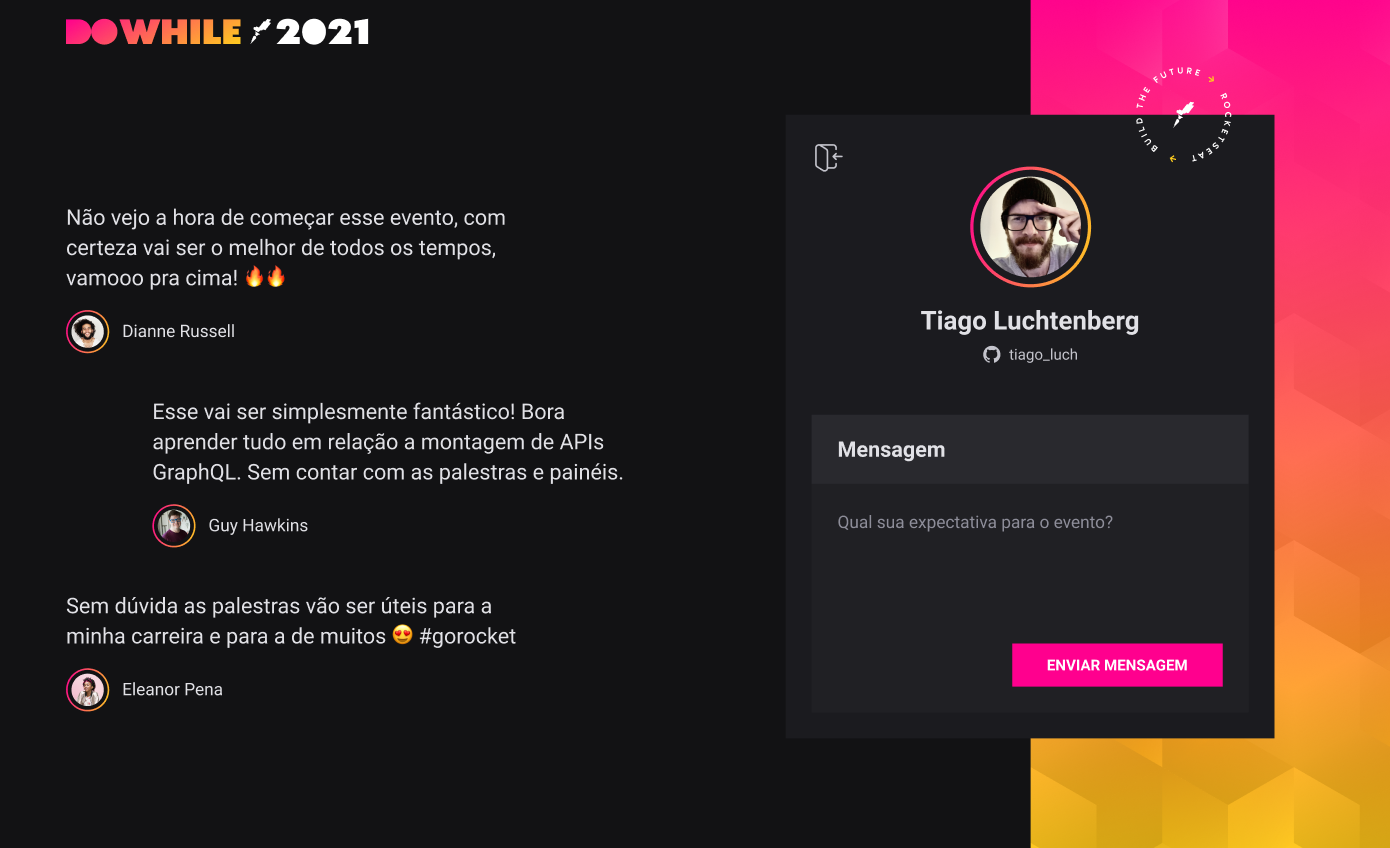 DOWHILE 2021
Não vejo a hora de começar esse evento, com
certeza vai ser o melhor de todos os tempos,
vamooo pra cima! 🔥🔥
Dianne Russell
Esse vai ser simplesmente fantástico! Bora
aprender tudo em relação a montagem de APIs
GraphQL. Sem contar com as palestras e painéis.
Guy Hawkins
Sem dúvida as palestras vão ser úteis para a
minha carreira e para a de muitos 😍 #gorocket
Eleanor Pena
BUILD THE FUTURE → ROCKETSEAT →
Tiago Luchtenberg
tiago_luch
Mensagem
Qual sua expectativa para o evento?
ENVIAR MENSAGEM